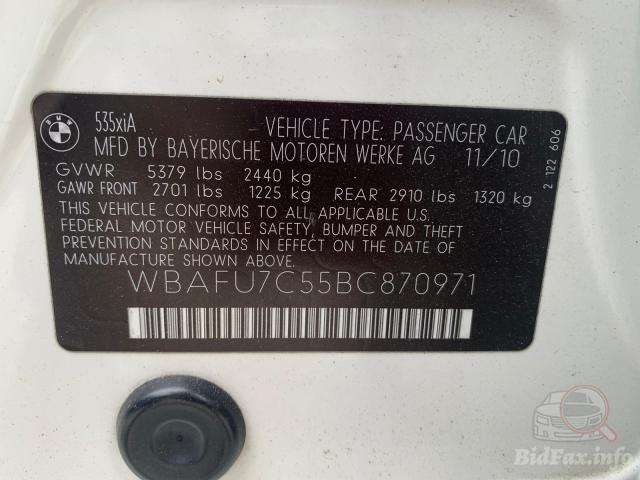 BMW
535xiA
VEHICLE TYPE: PASSENGER CAR
MFD BY BAYERISCHE MOTOREN WERKE AG 11/10
GVWR 5379 lbs 2440 kg
GAWR FRONT 2701 lbs 1225 kg REAR 2910 lbs 1320 kg
THIS VEHICLE CONFORMS TO ALL APPLICABLE U.S.
FEDERAL MOTOR VEHICLE SAFETY, BUMPER AND THEFT
PREVENTION STANDARDS IN EFFECT ON THE DATE OF
MANUFACTURE SHOWN ABOVE.
WBAFU7C55BC870971
2 122 606
BidFax.info